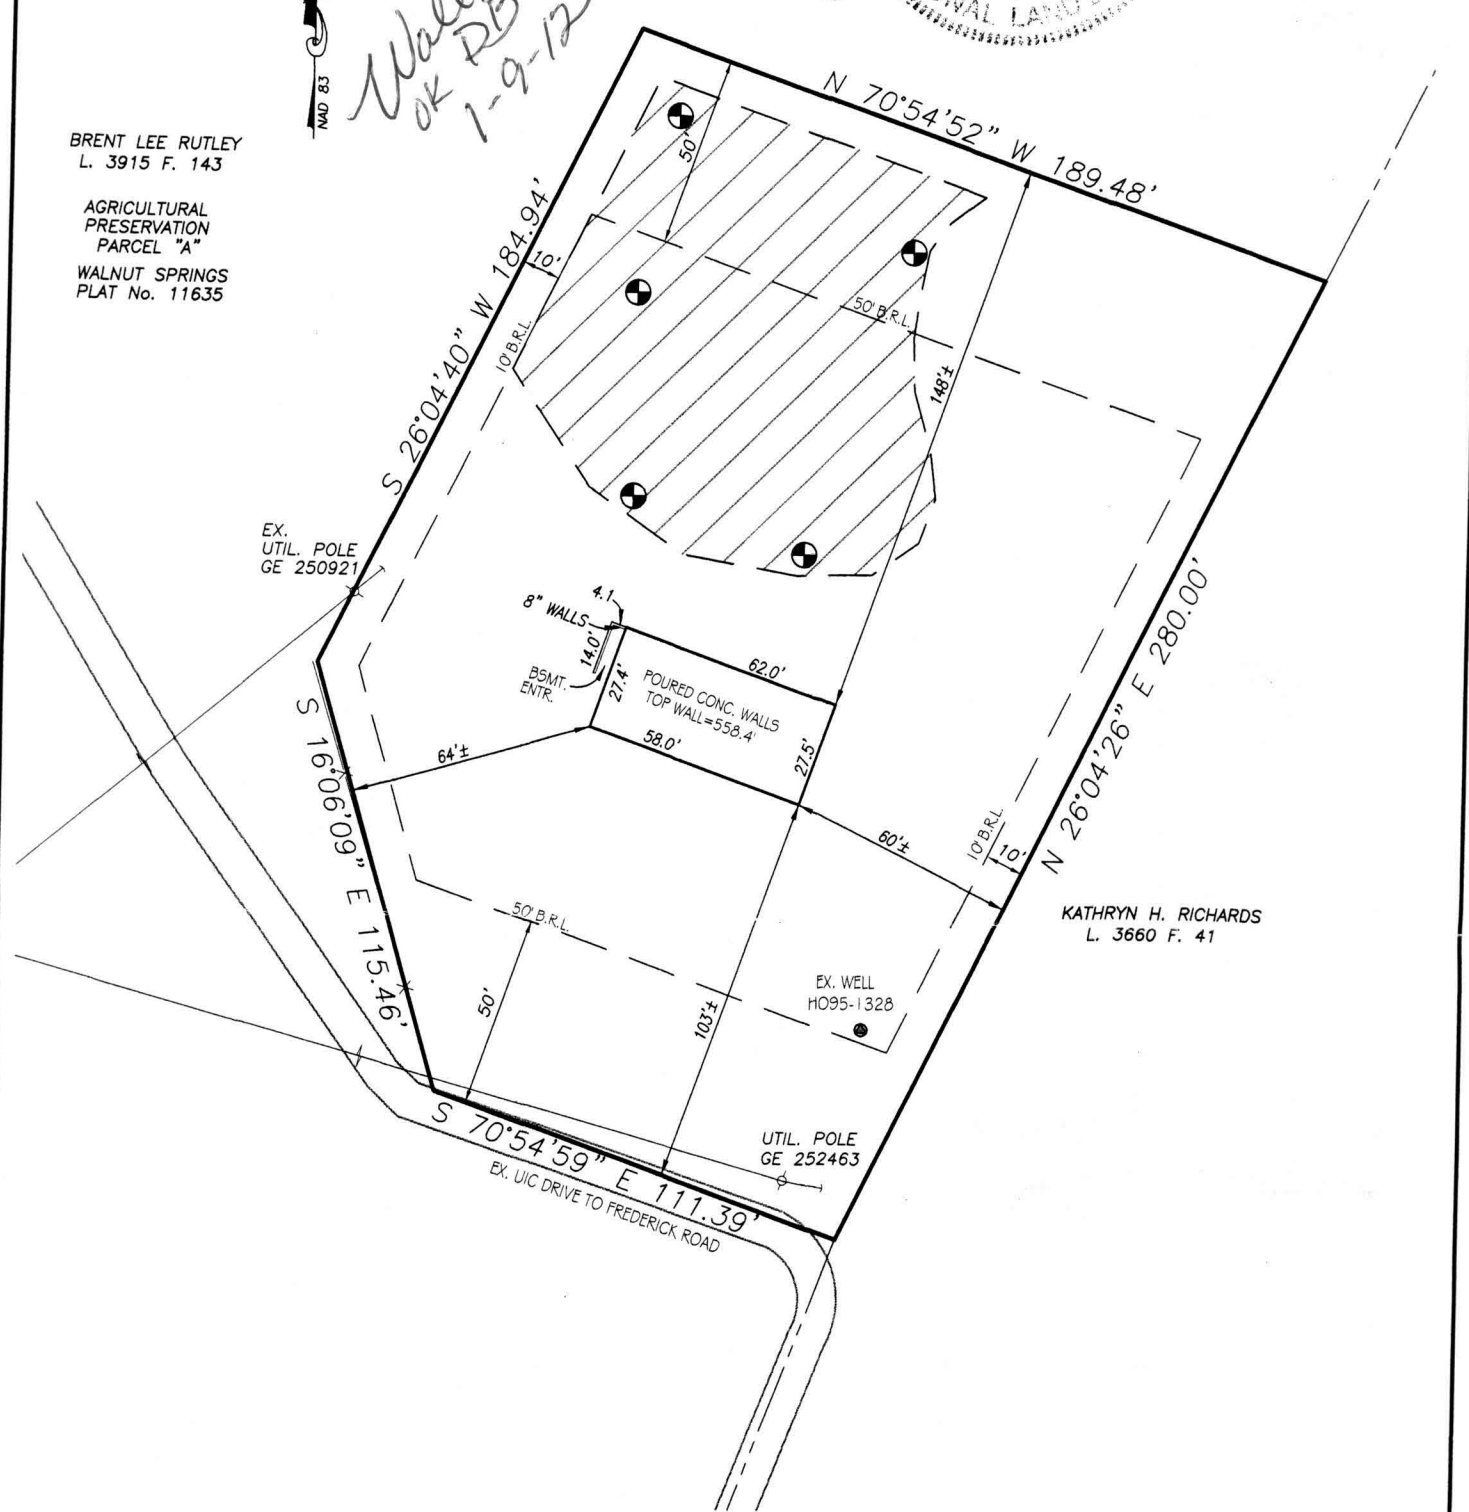 ONAL LAND
NAD 83
Wall
OK RB
1-9-12
BRENT LEE RUTLEY
L. 3915 F. 143
AGRICULTURAL
PRESERVATION
PARCEL "A"
WALNUT SPRINGS
PLAT No. 11635
N 70°54'52" W 189.48'
50'
S 26°04'40" W 184.94'
10'
10' B.R.L.
50' B.R.L.
148'±
EX.
UTIL. POLE
GE 250921
4.1
8" WALLS
14.0'
BSMT.
ENTR.
27.4'
62.0'
POURED CONC. WALLS
TOP WALL=558.4'
58.0'
27.5'
64'±
N 26°04'26" E 280.00'
S 16°06'09" E 115.46'
60'±
10' B.R.L.
10'
KATHRYN H. RICHARDS
L. 3660 F. 41
50' B.R.L.
50'
103'±
EX. WELL
HO95-1328
UTIL. POLE
GE 252463
S 70°54'59" E 111.39'
EX. UIC DRIVE TO FREDERICK ROAD